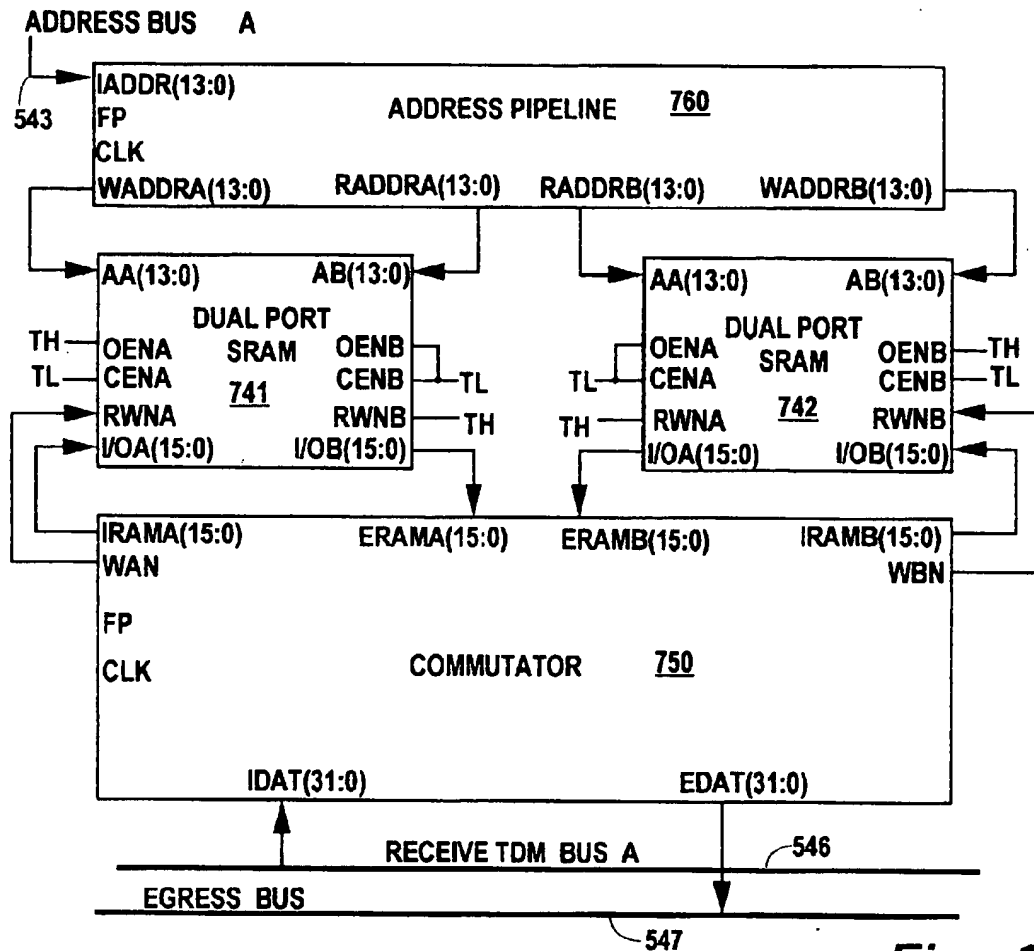 ADDRESS BUS A
543
IADDR(13:0)
FP
CLK
ADDRESS PIPELINE 760
WADDRA(13:0) RADDRA(13:0) RADDRB(13:0) WADDRB(13:0)
AA(13:0) AB(13:0)
DUAL PORT
SRAM
741
TH OENA OENB
TL CENA CENB TL
RWNA RWNB TH
I/OA(15:0) I/OB(15:0)
AA(13:0) AB(13:0)
DUAL PORT
SRAM
742
OENA OENB TH
TL CENA CENB TL
TH RWNA RWNB
I/OA(15:0) I/OB(15:0)
IRAMA(15:0) ERAMA(15:0) ERAMB(15:0) IRAMB(15:0)
WAN WBN
FP
CLK
COMMUTATOR 750
IDAT(31:0) EDAT(31:0)
RECEIVE TDM BUS A 546
EGRESS BUS
547